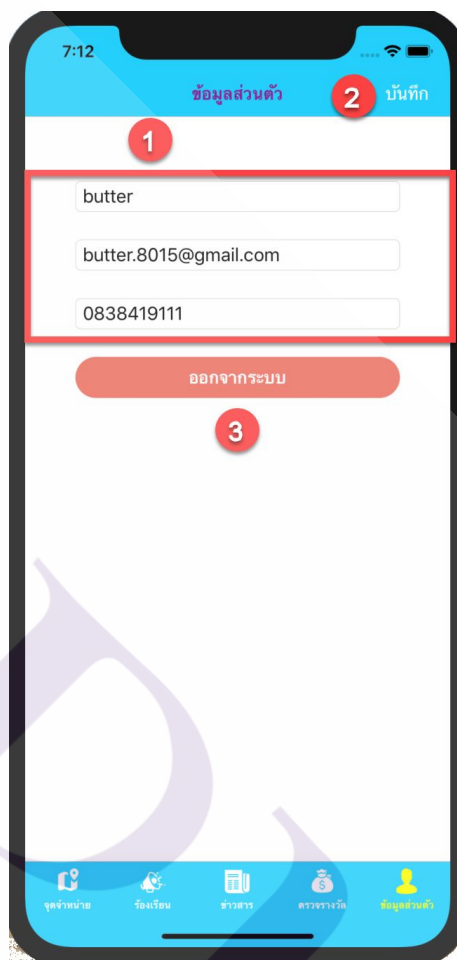 7:12
ข้อมูลส่วนตัว 2 บันทึก
1
butter
butter.8015@gmail.com
0838419111
ออกจากระบบ
3
จุดจำหน่าย ร้องเรียน ข่าวสาร ตรวจรางวัล ข้อมูลส่วนตัว